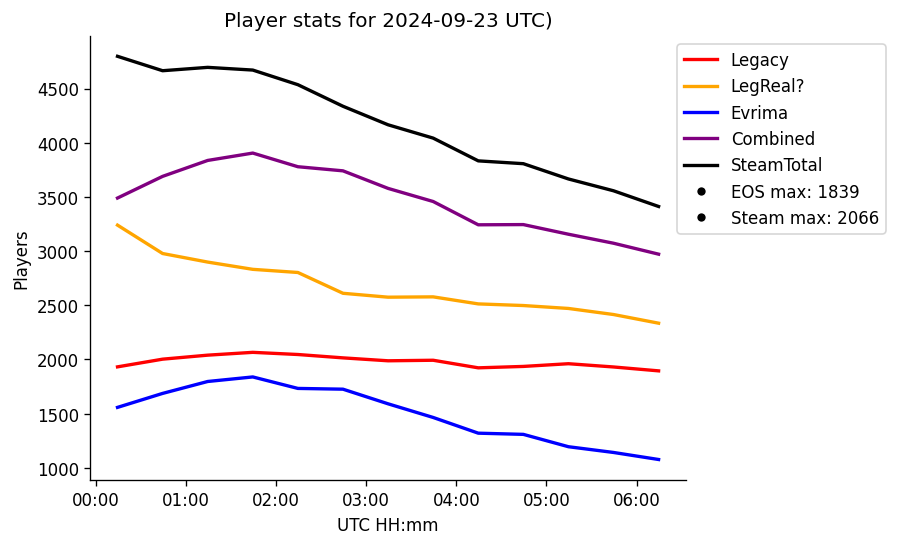 Player stats for 2024-09-23 UTC)
Legacy
LegReal?
Evrima
Combined
SteamTotal
EOS max: 1839
Steam max: 2066
Players
4500
4000
3500
3000
2500
2000
1500
1000
00:00 01:00 02:00 03:00 04:00 05:00 06:00
UTC HH:mm